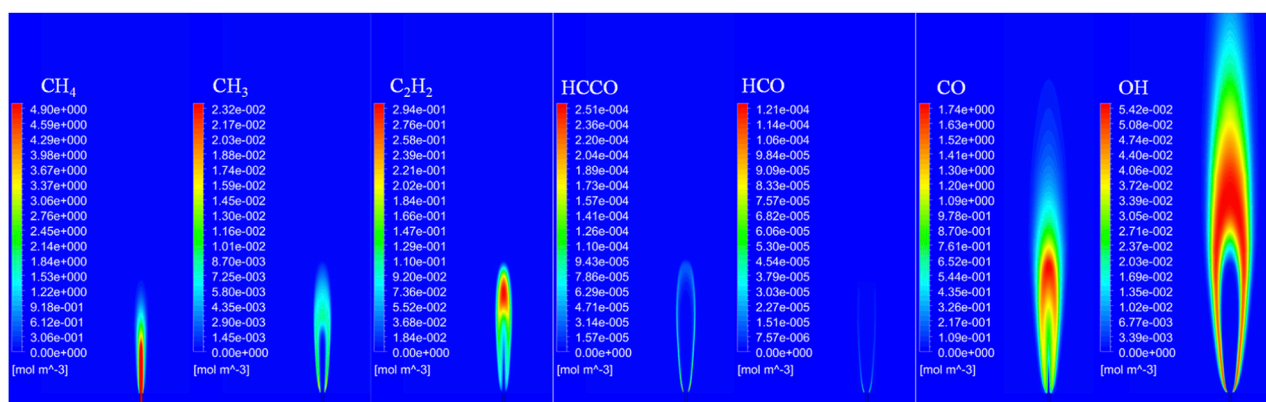 CH₄
4.90e+000
4.59e+000
4.29e+000
3.98e+000
3.67e+000
3.37e+000
3.06e+000
2.76e+000
2.45e+000
2.14e+000
1.84e+000
1.53e+000
1.22e+000
9.18e-001
6.12e-001
3.06e-001
0.00e+000
[mol m^-3]
CH₃
2.32e-002
2.17e-002
2.03e-002
1.88e-002
1.74e-002
1.59e-002
1.45e-002
1.30e-002
1.16e-002
1.01e-002
8.70e-003
7.25e-003
5.80e-003
4.35e-003
2.90e-003
1.45e-003
0.00e+000
[mol m^-3]
C₂H₂
2.94e-001
2.76e-001
2.58e-001
2.39e-001
2.21e-001
2.02e-001
1.84e-001
1.66e-001
1.47e-001
1.29e-001
1.10e-001
9.20e-002
7.36e-002
5.52e-002
3.68e-002
1.84e-002
0.00e+000
[mol m^-3]
HCCO
2.51e-004
2.36e-004
2.20e-004
2.04e-004
1.89e-004
1.73e-004
1.57e-004
1.41e-004
1.26e-004
1.10e-004
9.43e-005
7.86e-005
6.29e-005
4.71e-005
3.14e-005
1.57e-005
0.00e+000
[mol m^-3]
HCO
1.21e-004
1.14e-004
1.06e-004
9.84e-005
9.09e-005
8.33e-005
7.57e-005
6.82e-005
6.06e-005
5.30e-005
4.54e-005
3.79e-005
3.03e-005
2.27e-005
1.51e-005
7.57e-006
0.00e+000
[mol m^-3]
CO
1.74e+000
1.63e+000
1.52e+000
1.41e+000
1.30e+000
1.20e+000
1.09e+000
9.78e-001
8.70e-001
7.61e-001
6.52e-001
5.44e-001
4.35e-001
3.26e-001
2.17e-001
1.09e-001
0.00e+000
[mol m^-3]
OH
5.42e-002
5.08e-002
4.74e-002
4.40e-002
4.06e-002
3.72e-002
3.39e-002
3.05e-002
2.71e-002
2.37e-002
2.03e-002
1.69e-002
1.35e-002
1.02e-002
6.77e-003
3.39e-003
0.00e+000
[mol m^-3]